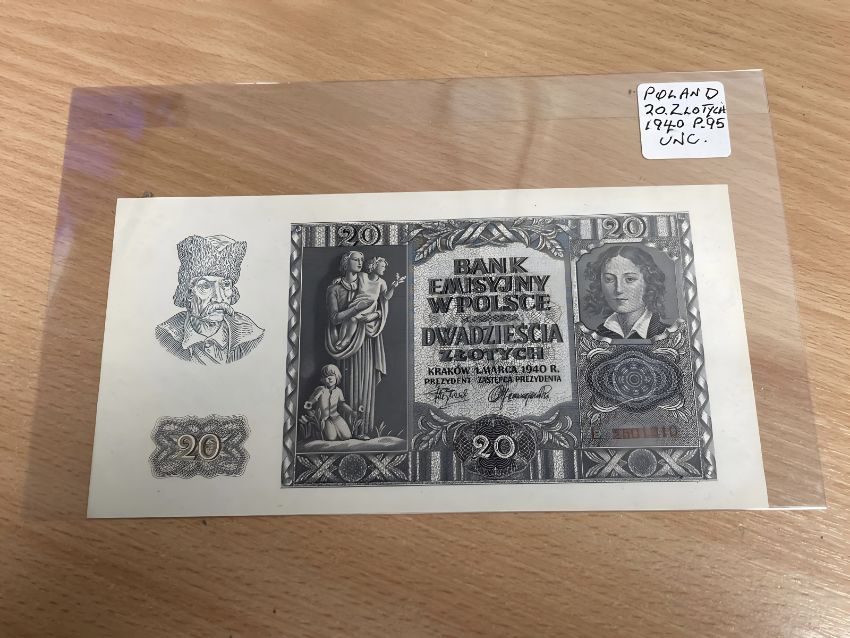 POLAND
20. ZLOTYCH
1940 P.95
UNC.
20
20
BANK
EMISYJNY
W POLSCE
DWADZIEŚCIA
ZŁOTYCH
KRAKÓW 1. MARCA 1940 R.
PREZYDENT ZASTĘPCA PREZYDENTA
20
20